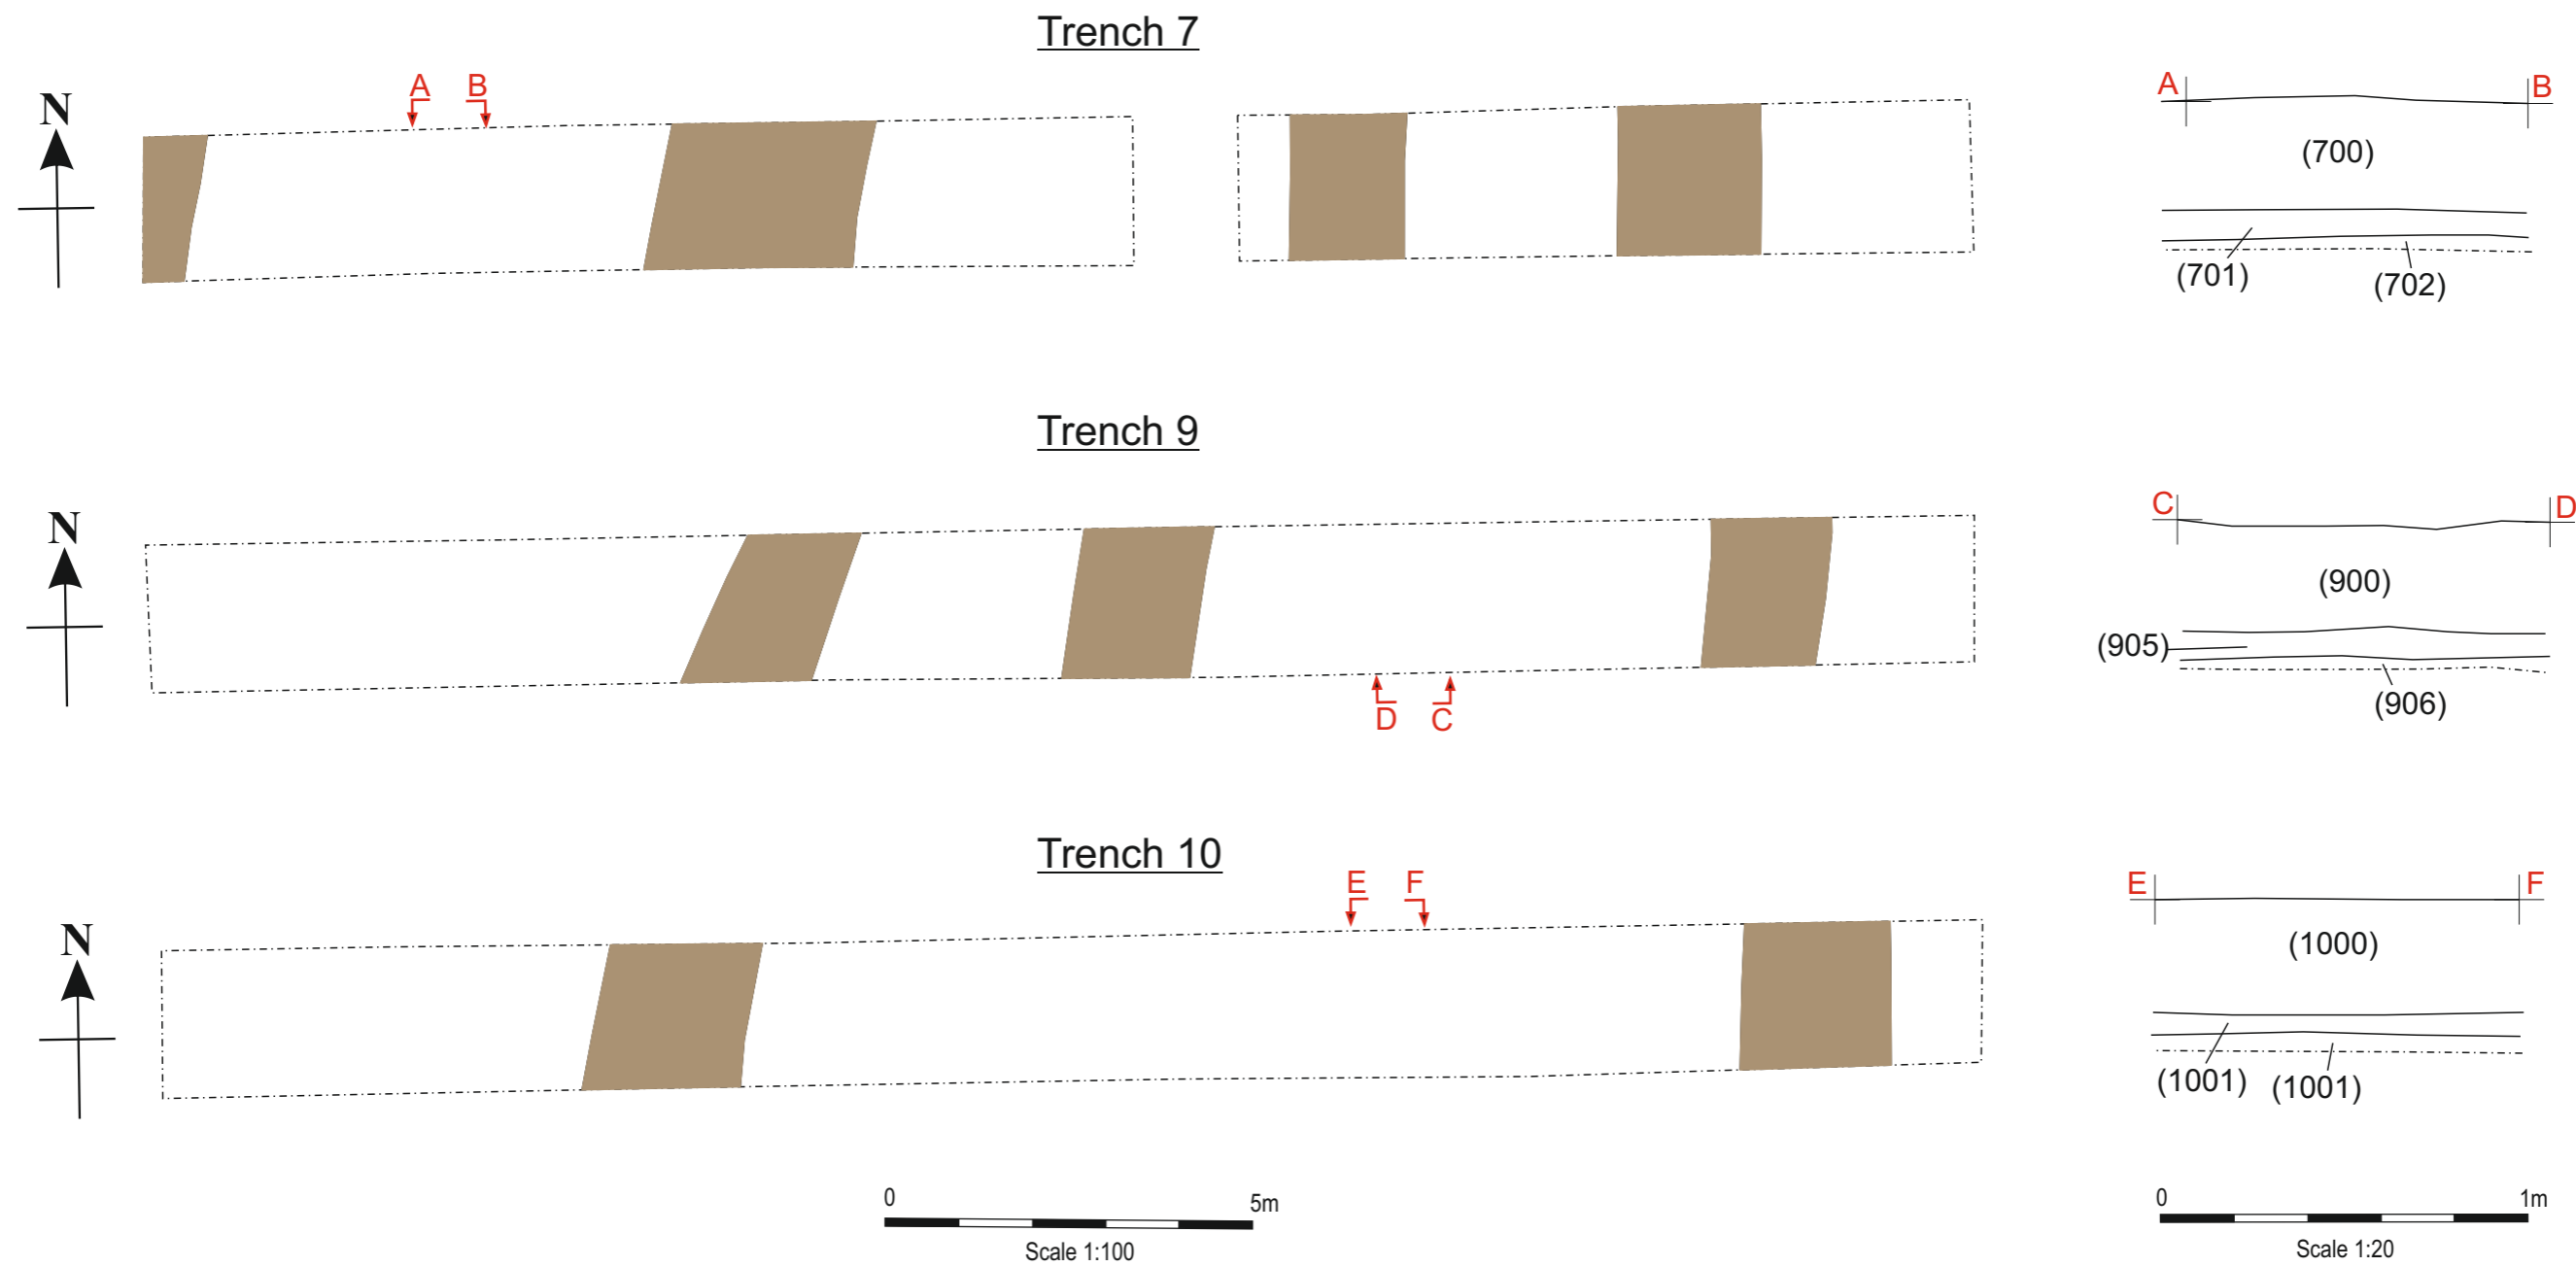 Trench 7
N
A B
A B
(700)
(701)
(702)
Trench 9
N
D C
C D
(900)
(905)
(906)
Trench 10
N
E F
E F
(1000)
(1001) (1001)
0 5m
Scale 1:100
0 1m
Scale 1:20